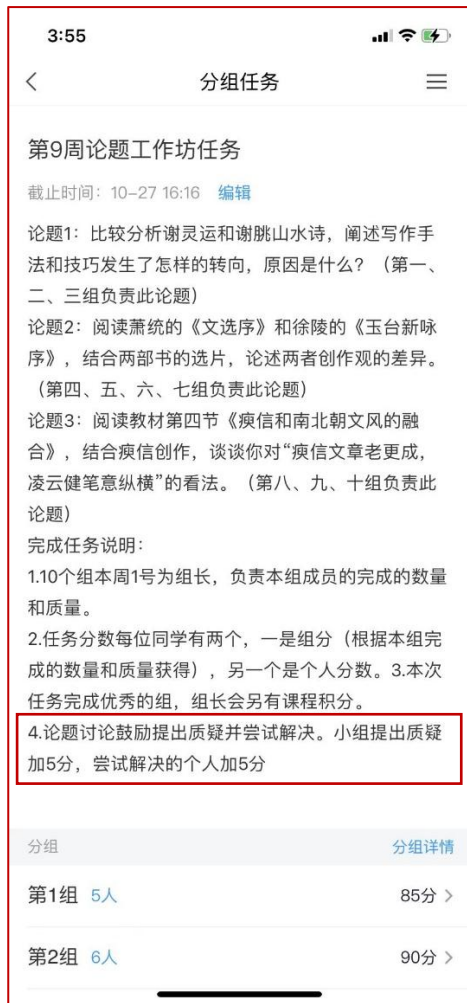 3:55
分组任务
第9周论题工作坊任务
截止时间：10-27 16:16 编辑
论题1：比较分析谢灵运和谢朓山水诗，阐述写作手
法和技巧发生了怎样的转向，原因是什么？（第一、
二、三组负责此论题）
论题2：阅读萧统的《文选序》和徐陵的《玉台新咏
序》，结合两部书的选片，论述两者创作观的差异。
（第四、五、六、七组负责此论题）
论题3：阅读教材第四节《庾信和南北朝文风的融
合》，结合庾信创作，谈谈你对“庾信文章老更成，
凌云健笔意纵横”的看法。（第八、九、十组负责此
论题）
完成任务说明：
1.10个组本周1号为组长，负责本组成员的完成的数量
和质量。
2.任务分数每位同学有两个，一是组分（根据本组完
成的数量和质量获得），另一个是个人分数。3.本次
任务完成优秀的组，组长会另有课程积分。
4.论题讨论鼓励提出质疑并尝试解决。小组提出质疑
加5分，尝试解决的个人加5分
分组 分组详情
第1组 5人 85分
第2组 6人 90分